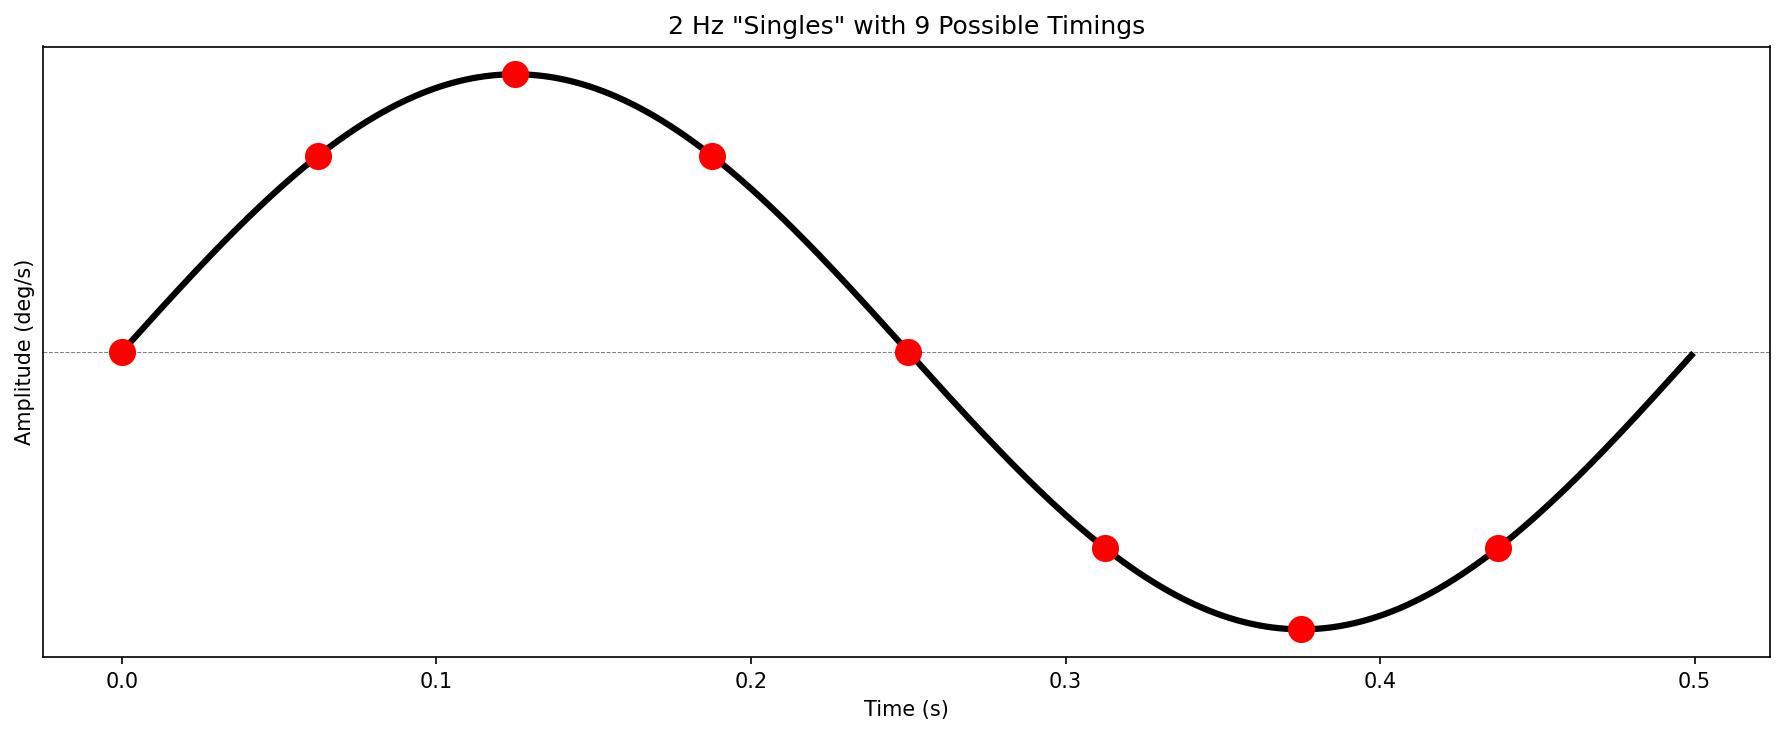 2 Hz "Singles" with 9 Possible Timings
Amplitude (deg/s)
0.0 0.1 0.2 0.3 0.4 0.5
Time (s)